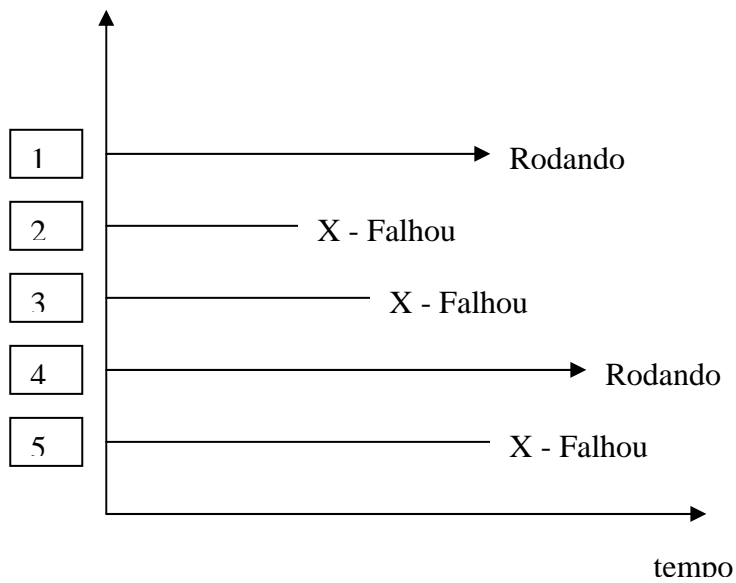 1 Rodando
2 X - Falhou
3 X - Falhou
4 Rodando
5 X - Falhou
tempo